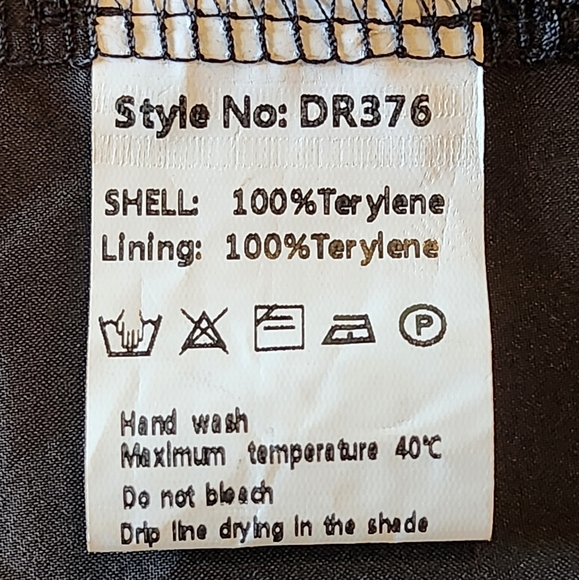 Style No: DR376
SHELL: 100%Terylene
Lining: 100%Terylene
P
Hand wash
Maximum temperature 40℃
Do not bleach
Drip line drying in the shade